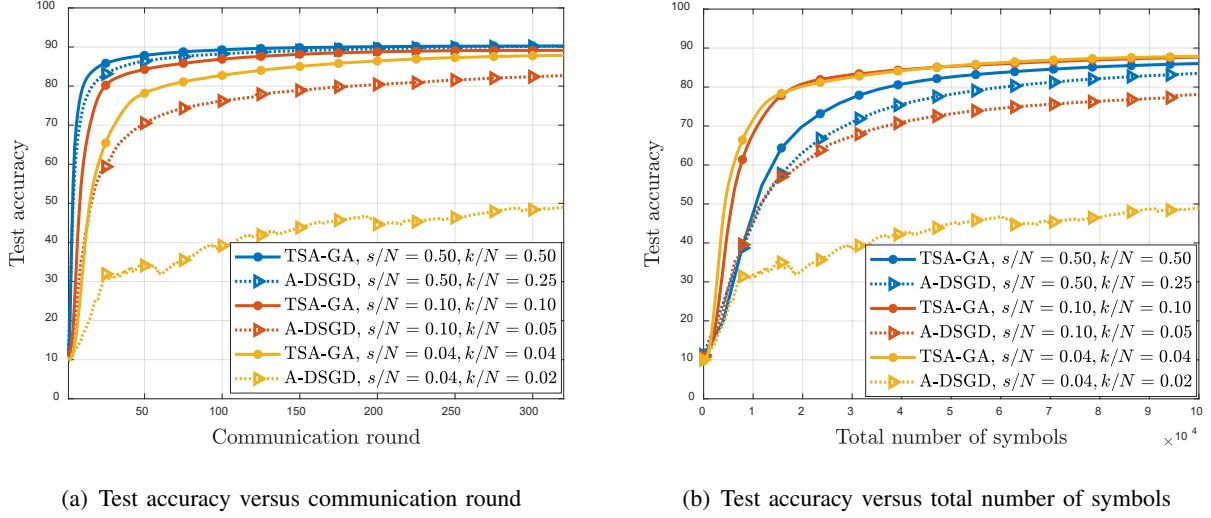 100
90
80
70
60
50
40
30
20
10
0
50
100
150
200
250
300
Test accuracy
Communication round
TSA-GA, s/N = 0.50, k/N = 0.50
A-DSGD, s/N = 0.50, k/N = 0.25
TSA-GA, s/N = 0.10, k/N = 0.10
A-DSGD, s/N = 0.10, k/N = 0.05
TSA-GA, s/N = 0.04, k/N = 0.04
A-DSGD, s/N = 0.04, k/N = 0.02
(a) Test accuracy versus communication round
100
90
80
70
60
50
40
30
20
10
0
0
1
2
3
4
5
6
7
8
9
10
× 10⁴
Test accuracy
Total number of symbols
TSA-GA, s/N = 0.50, k/N = 0.50
A-DSGD, s/N = 0.50, k/N = 0.25
TSA-GA, s/N = 0.10, k/N = 0.10
A-DSGD, s/N = 0.10, k/N = 0.05
TSA-GA, s/N = 0.04, k/N = 0.04
A-DSGD, s/N = 0.04, k/N = 0.02
(b) Test accuracy versus total number of symbols